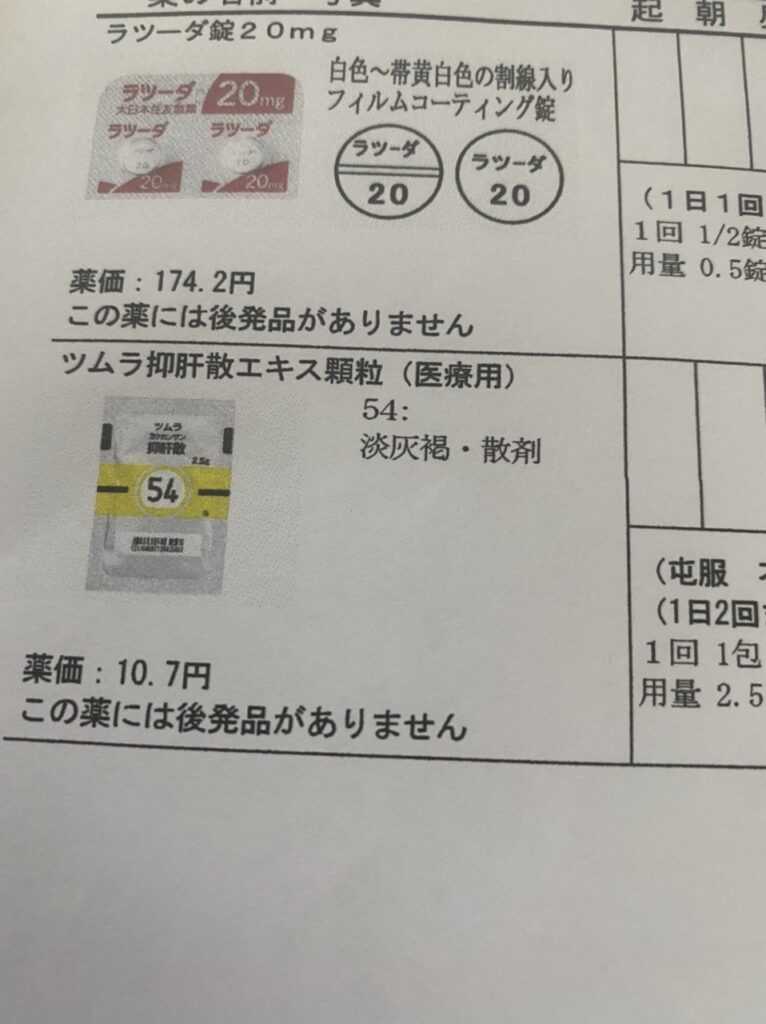 起 朝
ラツーダ錠20mg
ラツーダ 20mg
大日本住友製薬
ラツーダ ラツーダ
20mg 20mg
白色~帯黄白色の割線入り
フィルムコーティング錠
ラツーダ
20
ラツーダ
20
(1日1回
1回 1/2錠
用量 0.5錠
薬価:174.2円
この薬には後発品がありません
ツムラ抑肝散エキス顆粒(医療用)
54:
淡灰褐・散剤
ツムラ
ヨクカンサン
抑肝散
2.5g
54
(屯服
(1日2回
1回 1包
用量 2.5
薬価:10.7円
この薬には後発品がありません